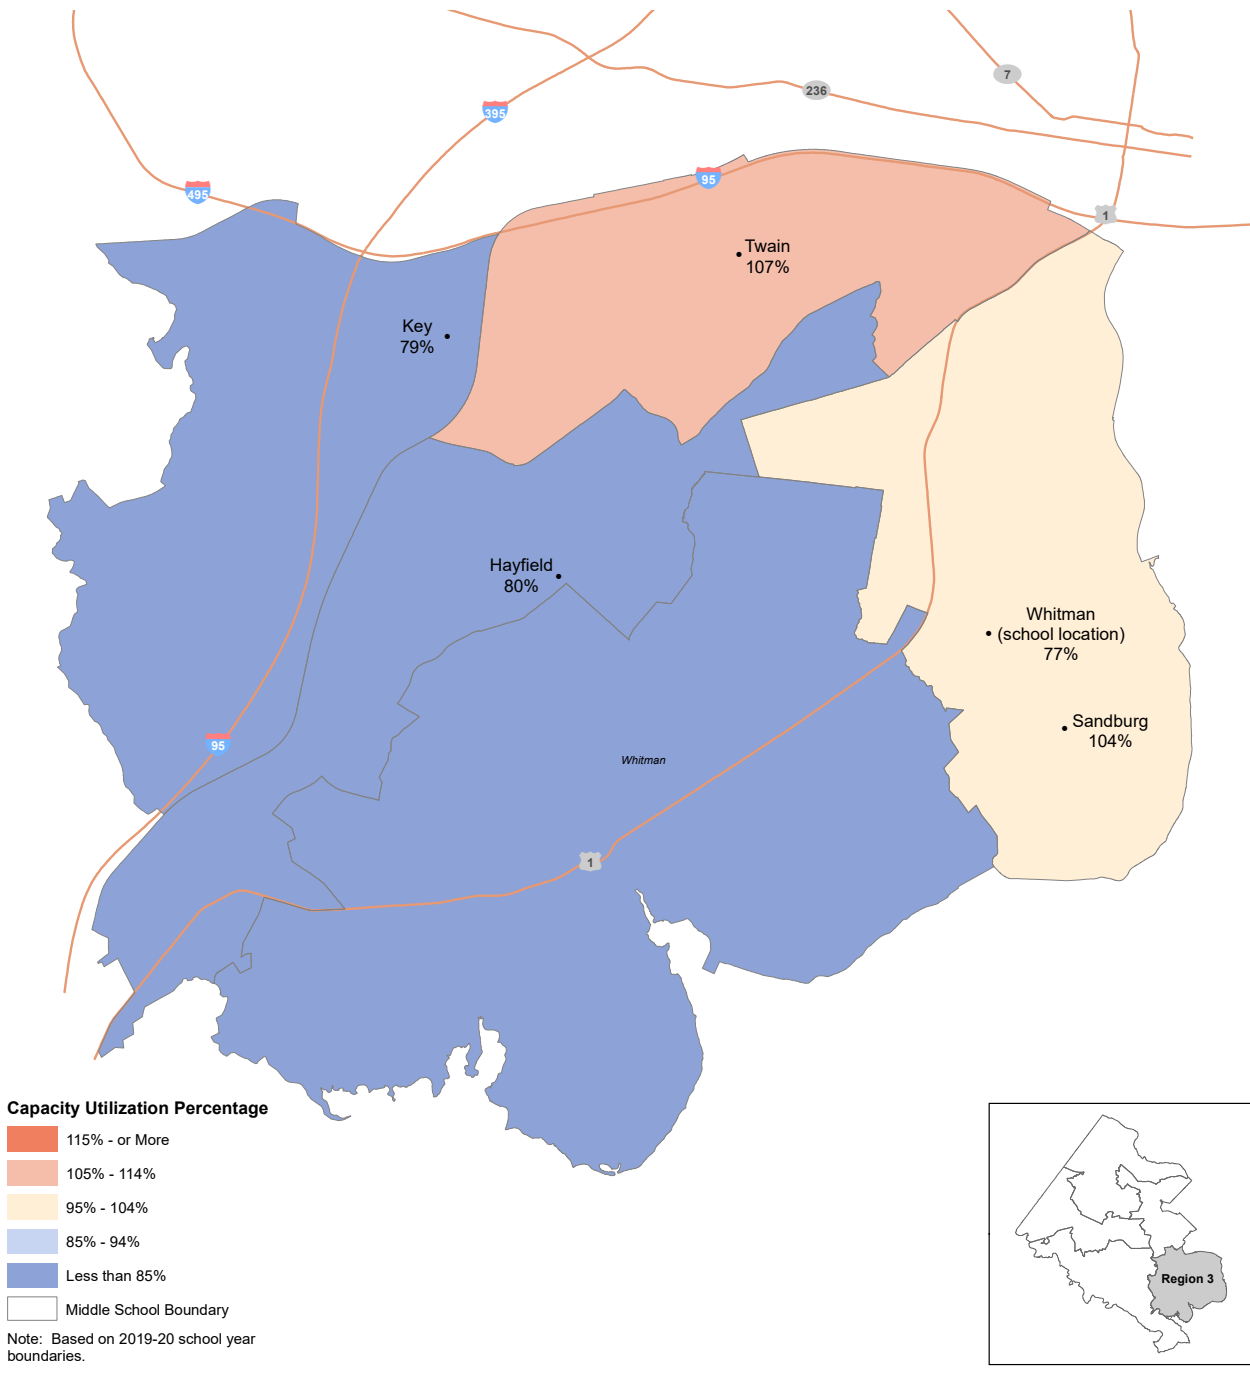 7
236
395
95
495
1
Twain
107%
Key
79%
Hayfield
80%
Whitman
(school location)
77%
Sandburg
104%
95
Whitman
1
Capacity Utilization Percentage
115% - or More
105% - 114%
95% - 104%
85% - 94%
Less than 85%
Middle School Boundary
Note: Based on 2019-20 school year
boundaries.
Region 3